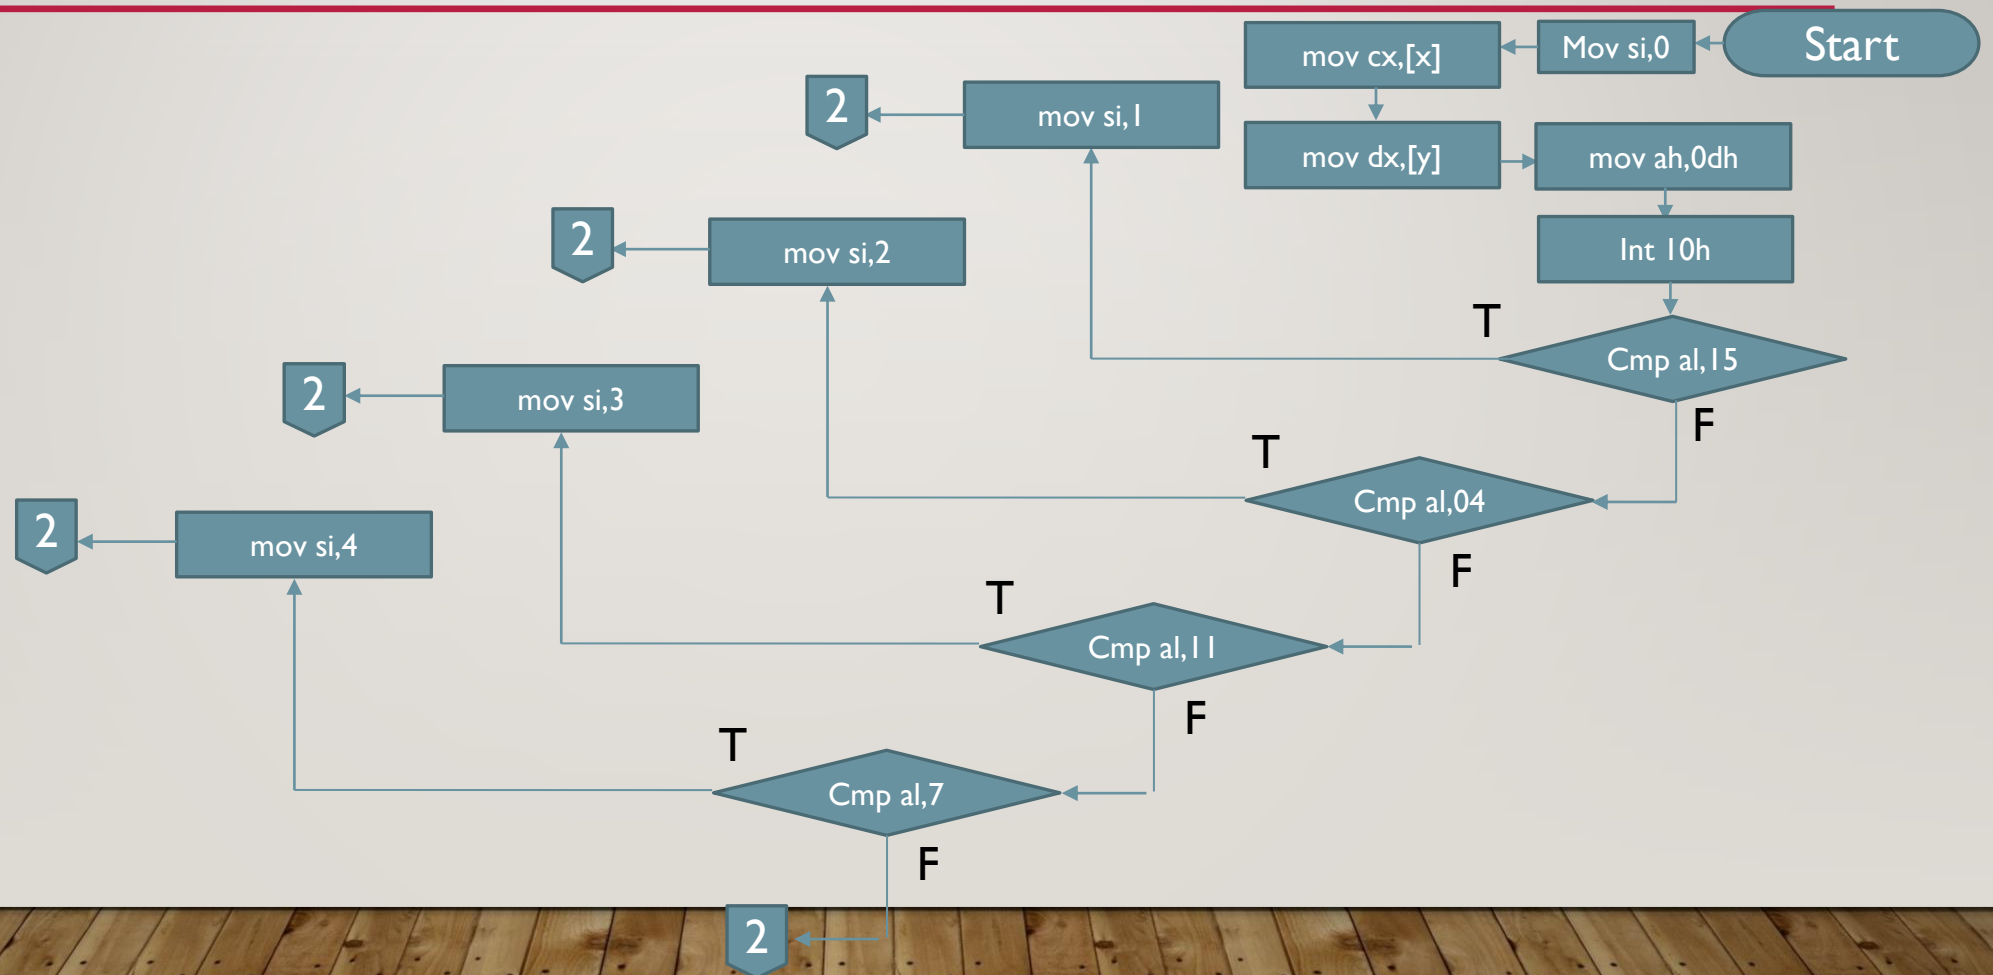 Start
Mov si,0
mov cx,[x]
mov dx,[y]
mov ah,0dh
Int 10h
Cmp al,15
T
F
mov si,1
2
Cmp al,04
T
F
mov si,2
2
Cmp al,11
T
F
mov si,3
2
Cmp al,7
T
F
mov si,4
2
2